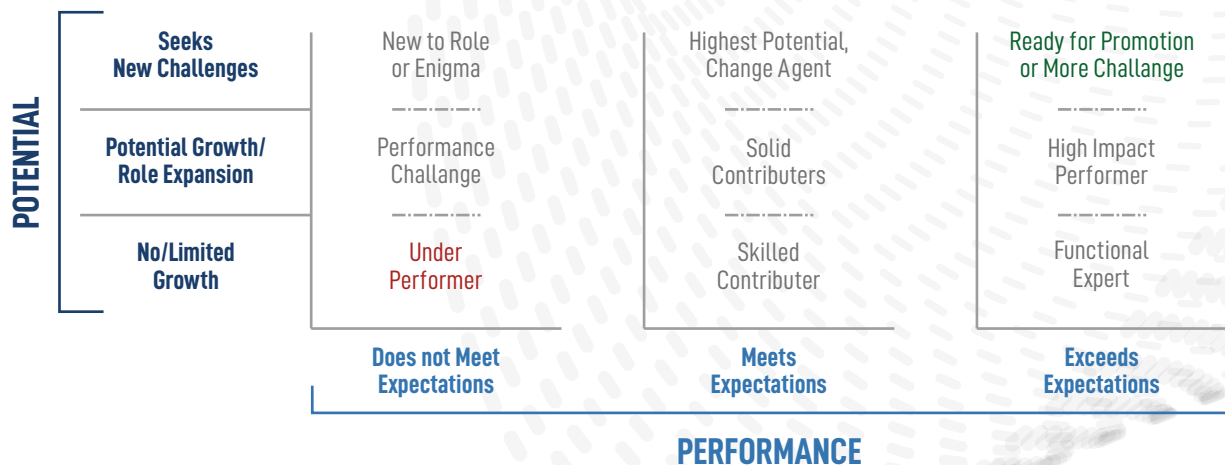 POTENTIAL
Seeks
New Challenges
New to Role
or Enigma
Highest Potential,
Change Agent
Ready for Promotion
or More Challange
Potential Growth/
Role Expansion
Performance
Challange
Solid
Contributers
High Impact
Performer
No/Limited
Growth
Under
Performer
Skilled
Contributer
Functional
Expert
Does not Meet
Expectations
Meets
Expectations
Exceeds
Expectations
PERFORMANCE